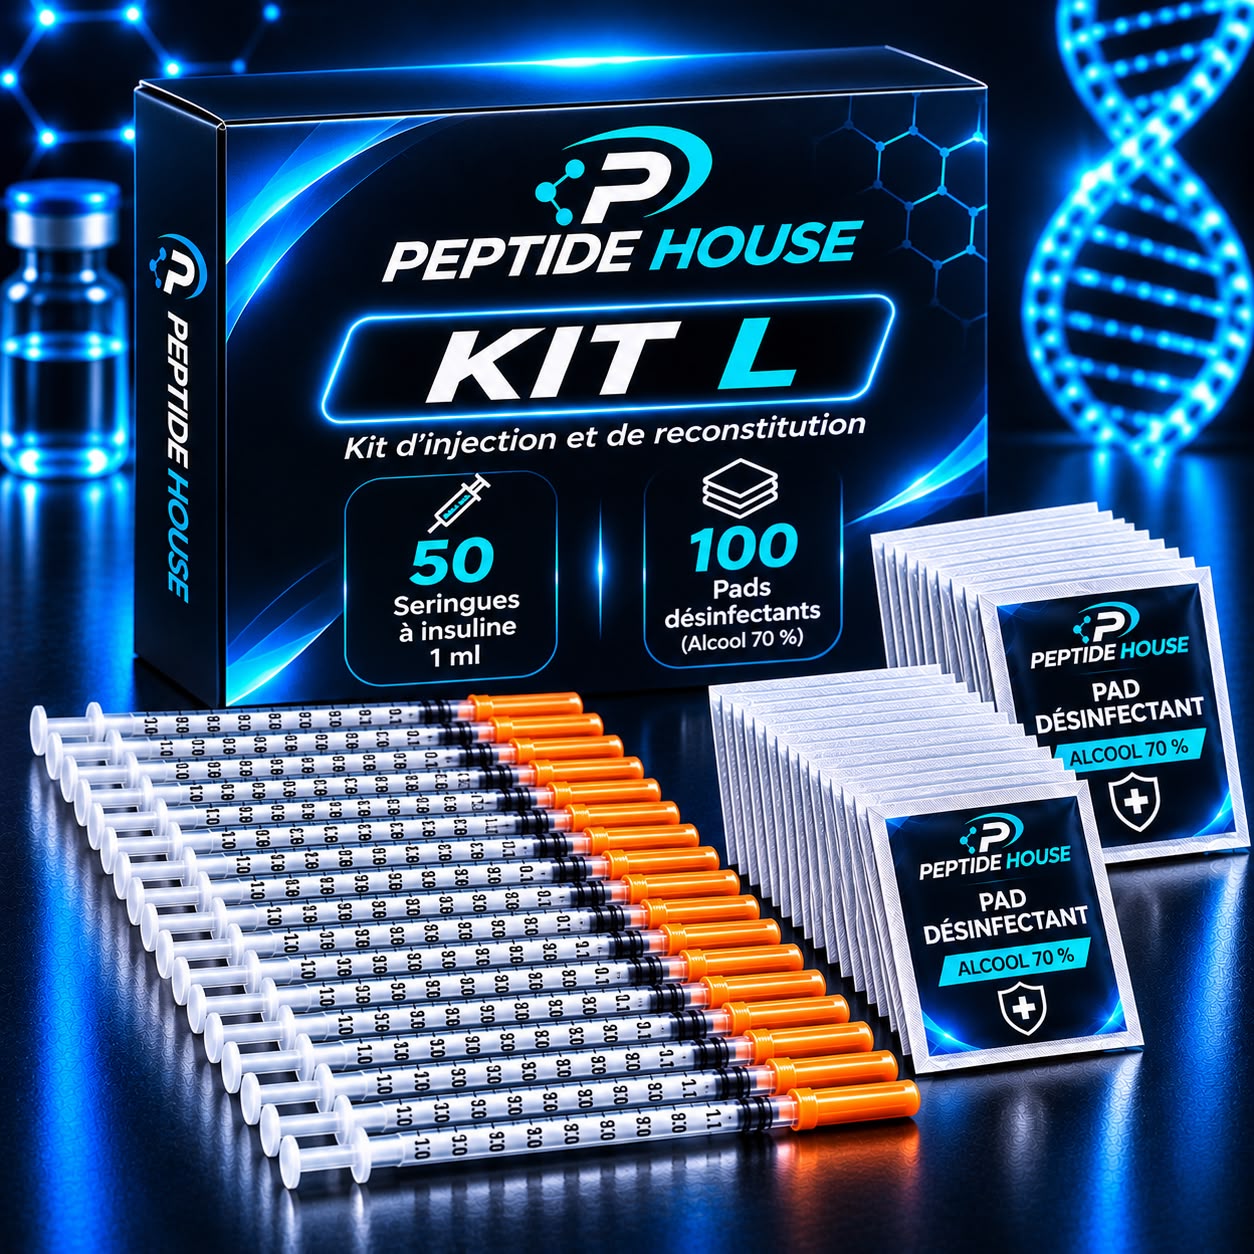 PEPTIDE HOUSE
PEPTIDE HOUSE
KIT L
Kit d'injection et de reconstitution
50
Seringues
à insuline
1 ml
100
Pads
désinfectants
(Alcool 70 %)
PEPTIDE HOUSE
PAD
DÉSINFECTANT
ALCOOL 70 %
PEPTIDE HOUSE
PAD
DÉSINFECTANT
ALCOOL 70 %